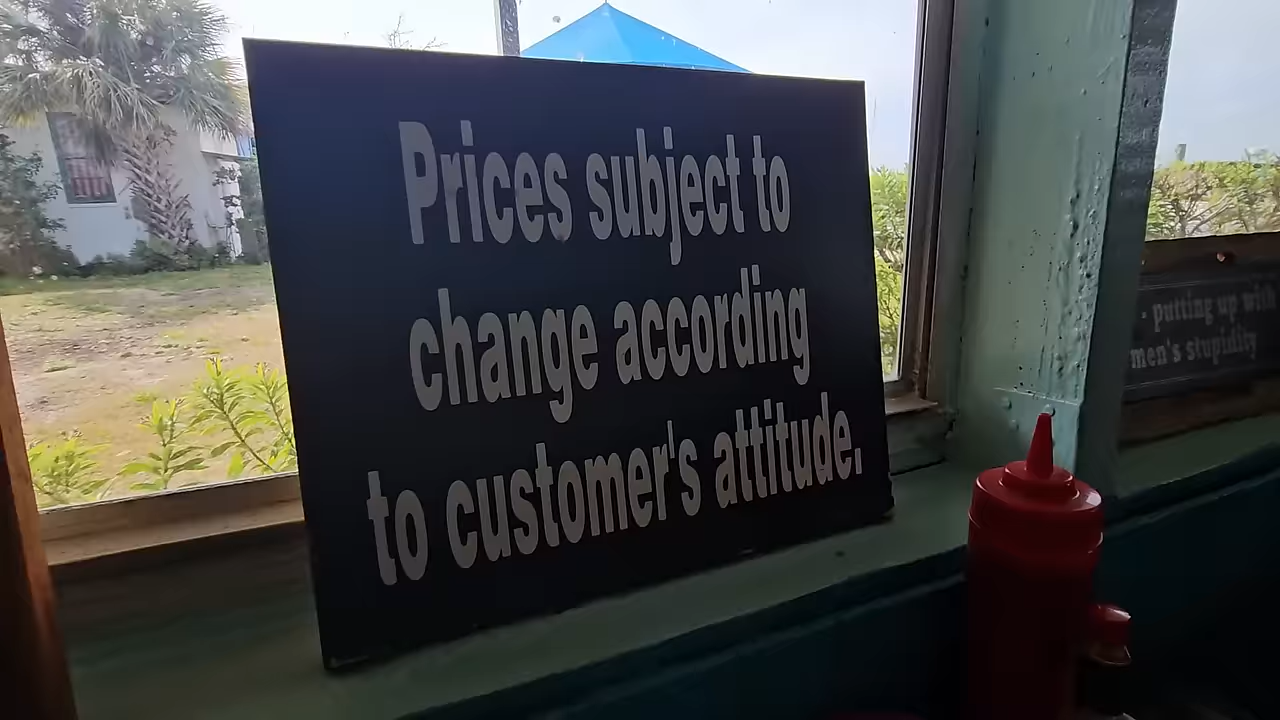 Prices subject to
change according
to customer's attitude.
- putting up with
men's stupidity